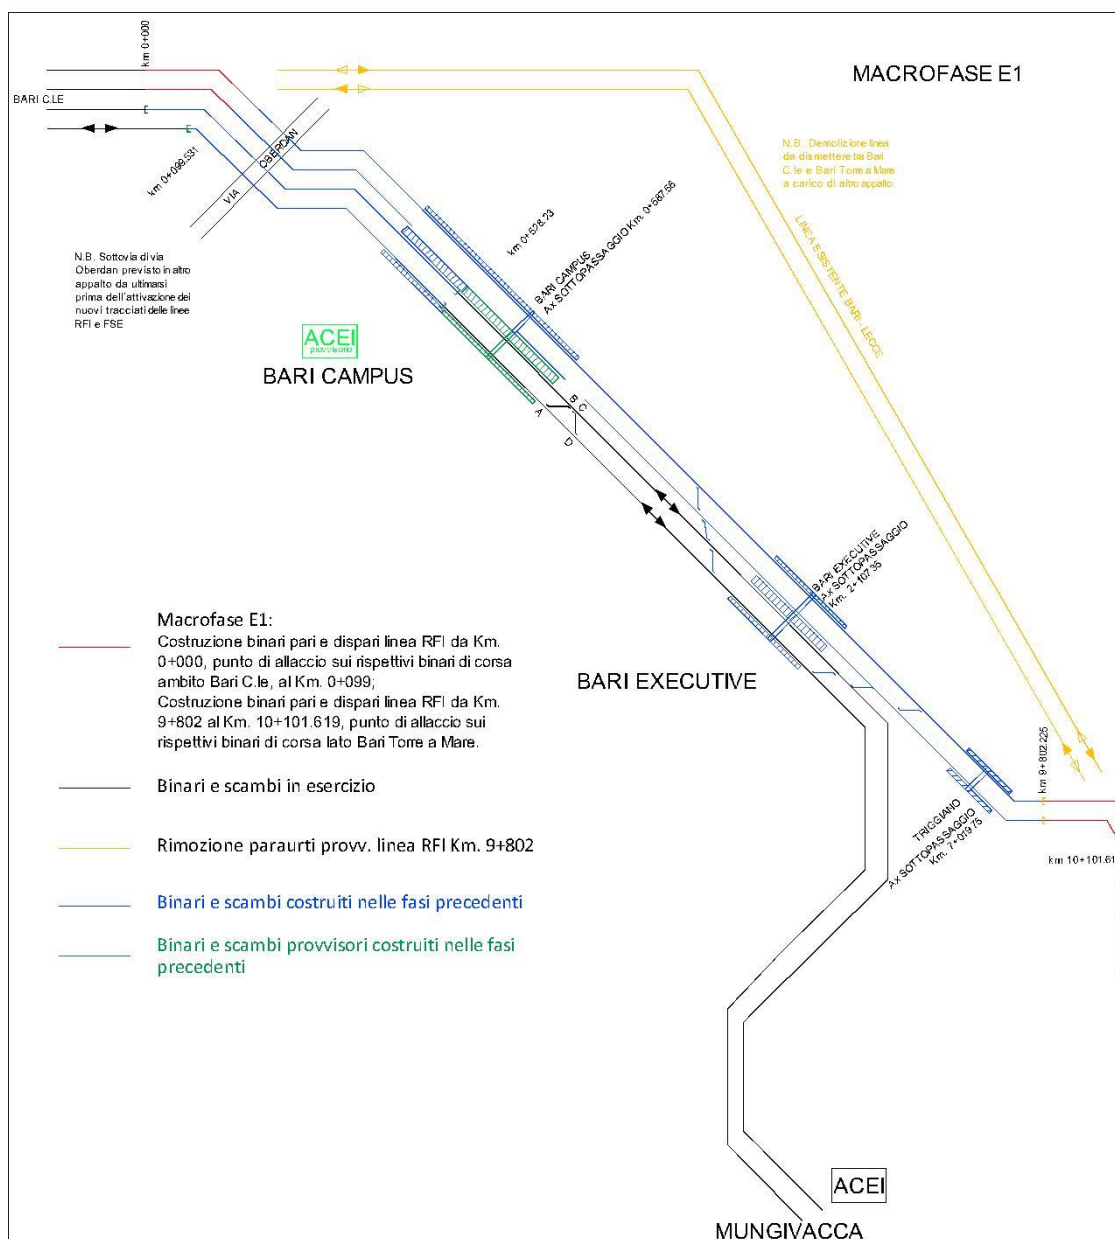 km 0+000
MACROFASE E1
BARI C.LE
km 0+099.531
VIA OBERDAN
N.B. Demolizione linea
da dismettere tra Bari
C.le e Bari Torre a Mare
a carico di altro appalto
LINEA ESISTENTE BARI - LECCE
N.B. Sottovia di via
Oberdan previsto in altro
appalto da ultimarsi
prima dell'attivazione dei
nuovi tracciati delle linee
RFI e FSE
km 0+528.23
BARI CAMPUS
Ax SOTTOPASSAGGIO Km. 0+567.56
ACEI
provvisorio
BARI CAMPUS
A
B C
D
BARI EXECUTIVE
Ax SOTTOPASSAGGIO
Km. 2+107.35
BARI EXECUTIVE
Macrofase E1:
Costruzione binari pari e dispari linea RFI da Km.
0+000, punto di allaccio sui rispettivi binari di corsa
ambito Bari C.le, al Km. 0+099;
Costruzione binari pari e dispari linea RFI da Km.
9+802 al Km. 10+101.619, punto di allaccio sui
rispettivi binari di corsa lato Bari Torre a Mare.
Binari e scambi in esercizio
Rimozione paraurti provv. linea RFI Km. 9+802
Binari e scambi costruiti nelle fasi precedenti
Binari e scambi provvisori costruiti nelle fasi
precedenti
km 9+802.225
TRIGGIANO
Ax SOTTOPASSAGGIO
Km. 7+019.75
km 10+101.61
ACEI
MUNGIVACCA